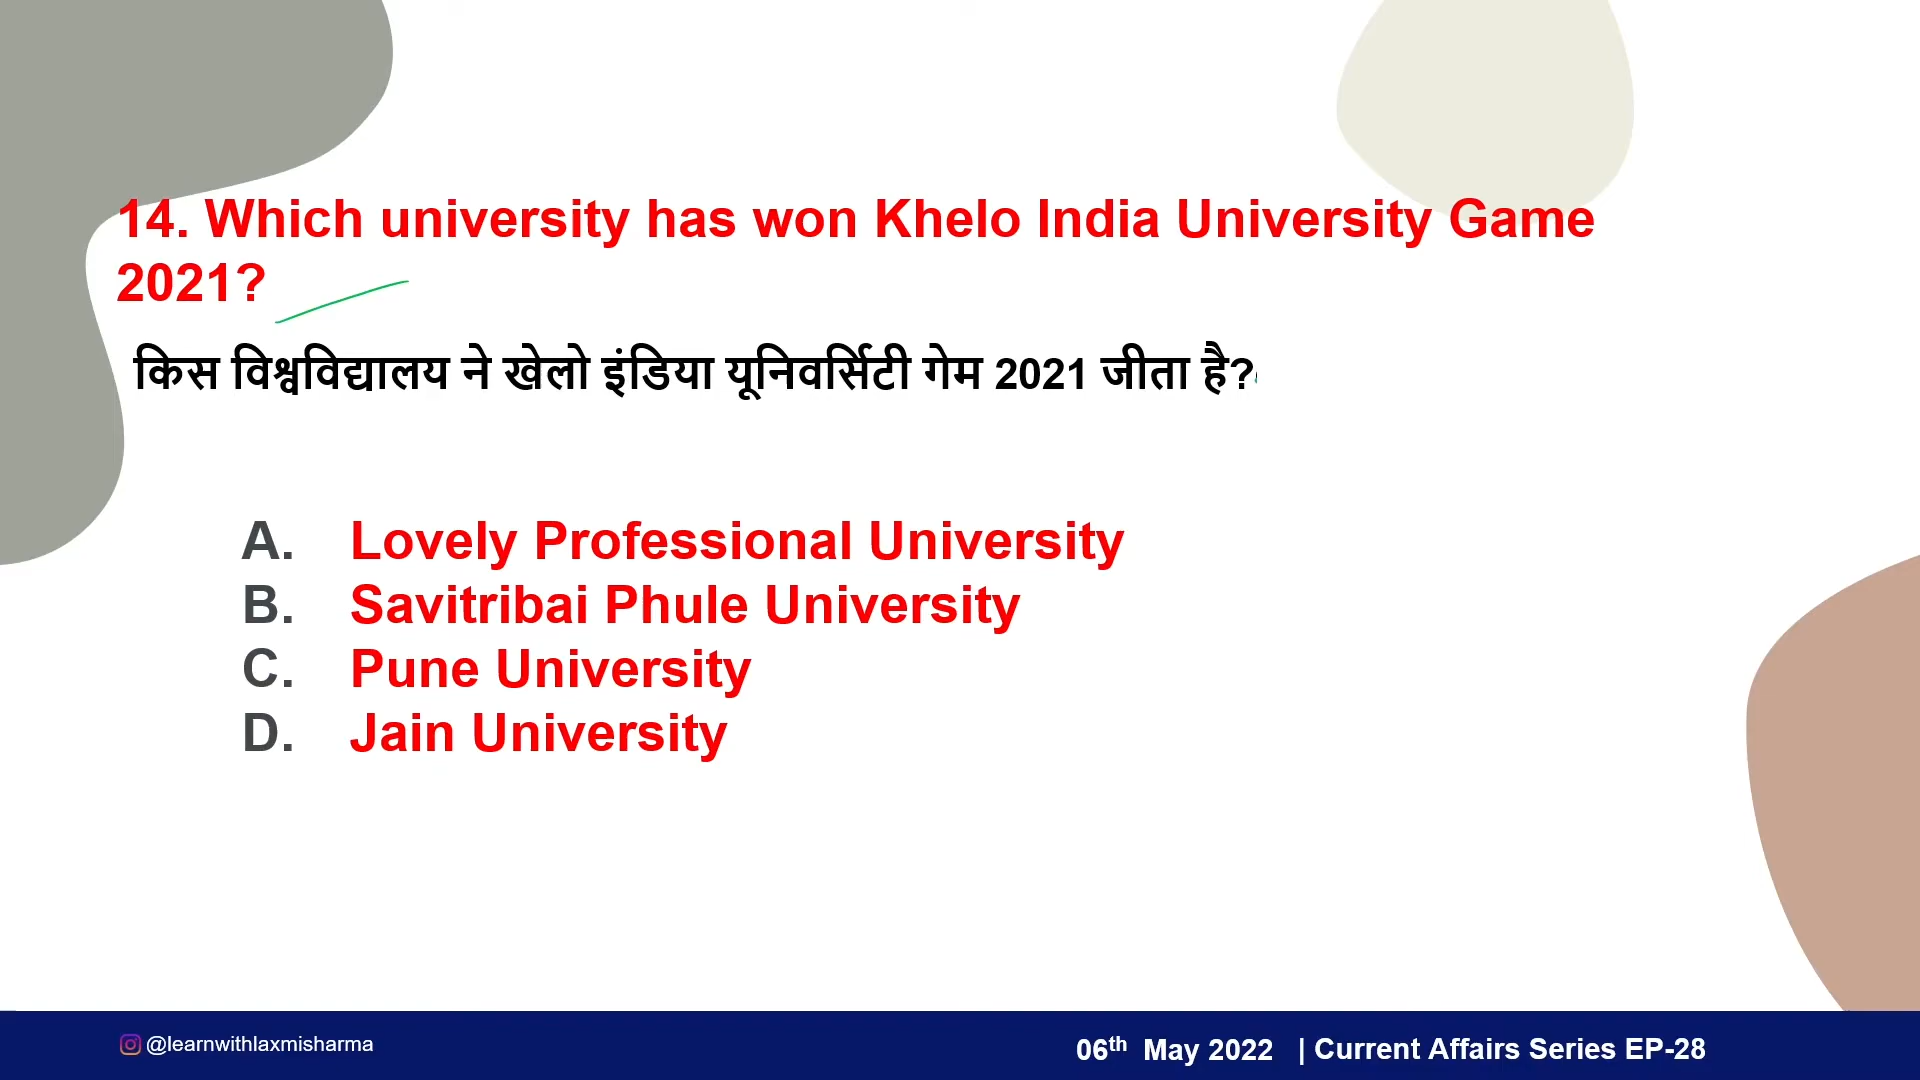 14. Which university has won Khelo India University Game
2021?
किस विश्वविद्यालय ने खेलो इंडिया यूनिवर्सिटी गेम 2021 जीता है?
A. Lovely Professional University
B. Savitribai Phule University
C. Pune University
D. Jain University
@learnwithlaxmisharma
06th May 2022 | Current Affairs Series EP-28